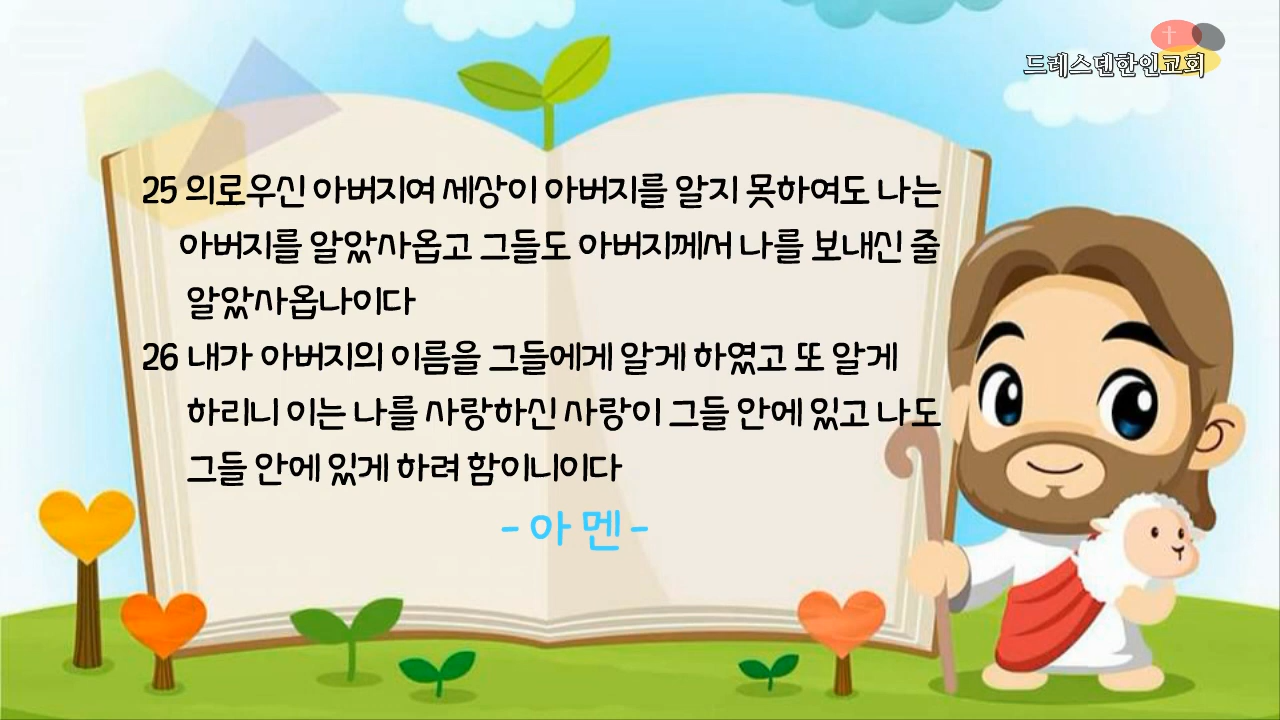 드레스덴한인교회
25 의로우신 아버지여 세상이 아버지를 알지 못하여도 나는
아버지를 알았사옵고 그들도 아버지께서 나를 보내신 줄
알았사옵나이다
26 내가 아버지의 이름을 그들에게 알게 하였고 또 알게
하리니 이는 나를 사랑하신 사랑이 그들 안에 있고 나도
그들 안에 있게 하려 함이니이다
- 아 멘 -